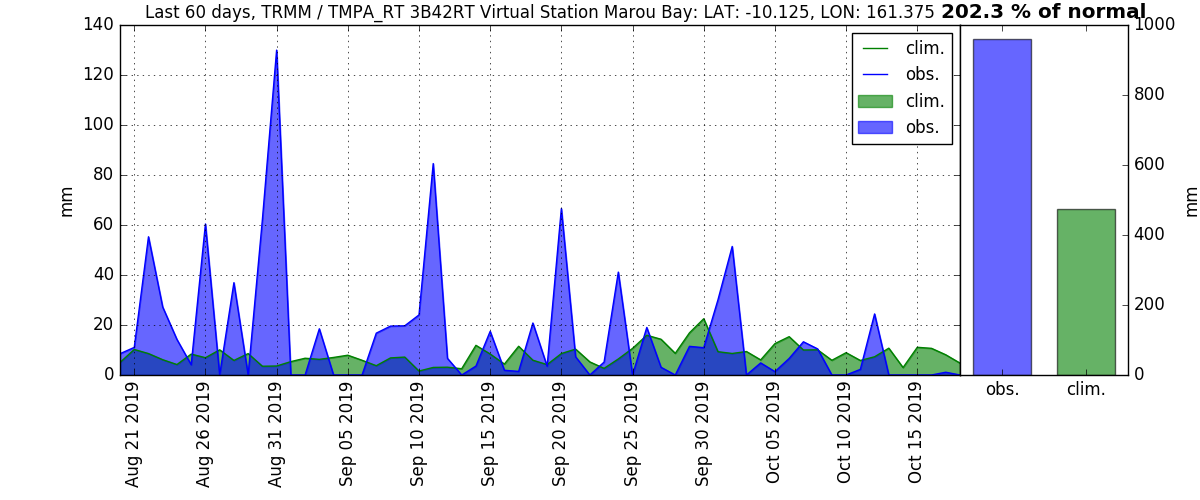 Last 60 days, TRMM / TMPA_RT 3B42RT Virtual Station Marou Bay: LAT: -10.125, LON: 161.375 202.3 % of normal
140
120
100
80
60
40
20
0
mm
clim.
obs.
clim.
obs.
Aug 21 2019
Aug 26 2019
Aug 31 2019
Sep 05 2019
Sep 10 2019
Sep 15 2019
Sep 20 2019
Sep 25 2019
Sep 30 2019
Oct 05 2019
Oct 10 2019
Oct 15 2019
1000
800
600
400
200
0
mm
obs.
clim.